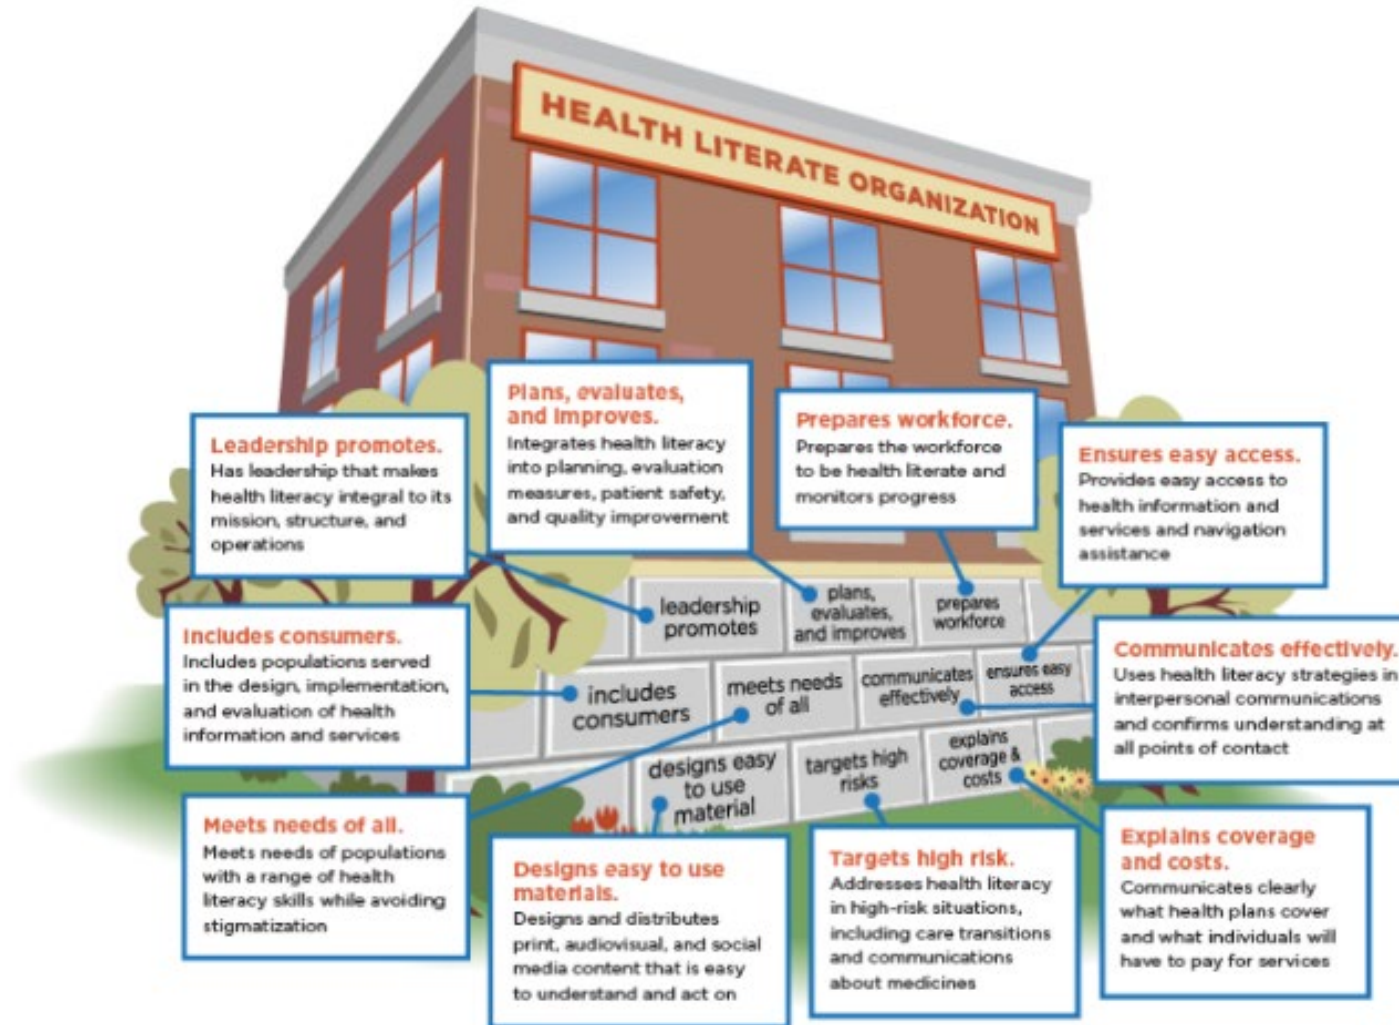 HEALTH LITERATE ORGANIZATION
Plans, evaluates,
and improves.
Integrates health literacy
into planning, evaluation
measures, patient safety,
and quality improvement
Prepares workforce.
Prepares the workforce
to be health literate and
monitors progress
Leadership promotes.
Has leadership that makes
health literacy integral to its
mission, structure, and
operations
Ensures easy access.
Provides easy access to
health information and
services and navigation
assistance
leadership
promotes
plans,
evaluates,
and improves
prepares
workforce
Includes consumers.
Includes populations served
in the design, implementation,
and evaluation of health
information and services
includes
consumers
meets needs
of all
communicates
effectively
ensures easy
access
Communicates effectively.
Uses health literacy strategies in
interpersonal communications
and confirms understanding at
all points of contact
designs easy
to use
material
targets high
risks
explains
coverage &
costs
Meets needs of all.
Meets needs of populations
with a range of health
literacy skills while avoiding
stigmatization
Designs easy to use
materials.
Designs and distributes
print, audiovisual, and social
media content that is easy
to understand and act on
Targets high risk.
Addresses health literacy
in high-risk situations,
including care transitions
and communications
about medicines
Explains coverage
and costs.
Communicates clearly
what health plans cover
and what individuals will
have to pay for services